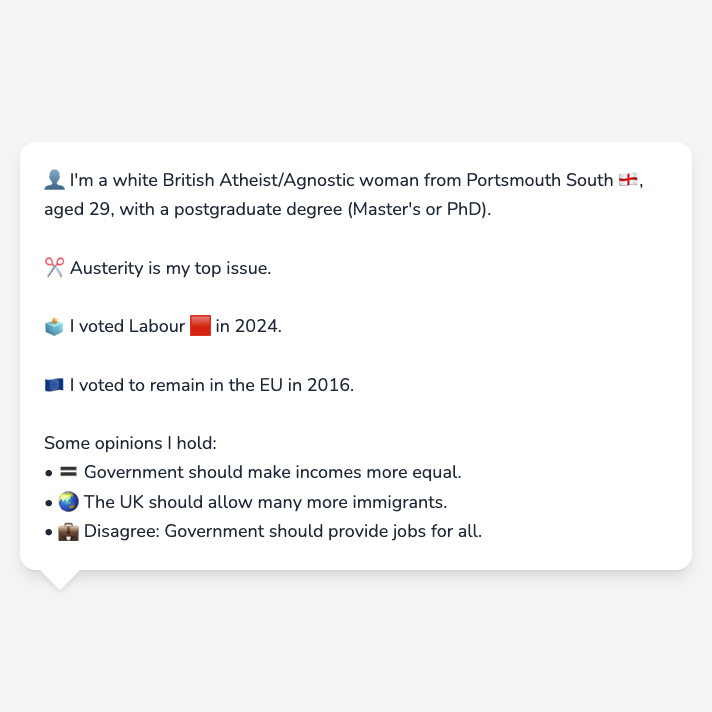 👤 I'm a white British Atheist/Agnostic woman from Portsmouth South 🏴󠁧󠁢󠁥󠁮󠁧󠁿,
aged 29, with a postgraduate degree (Master's or PhD).
✂️ Austerity is my top issue.
🗳️ I voted Labour 🟥 in 2024.
🇪🇺 I voted to remain in the EU in 2016.
Some opinions I hold:
• 🟰 Government should make incomes more equal.
• 🌏 The UK should allow many more immigrants.
• 💼 Disagree: Government should provide jobs for all.